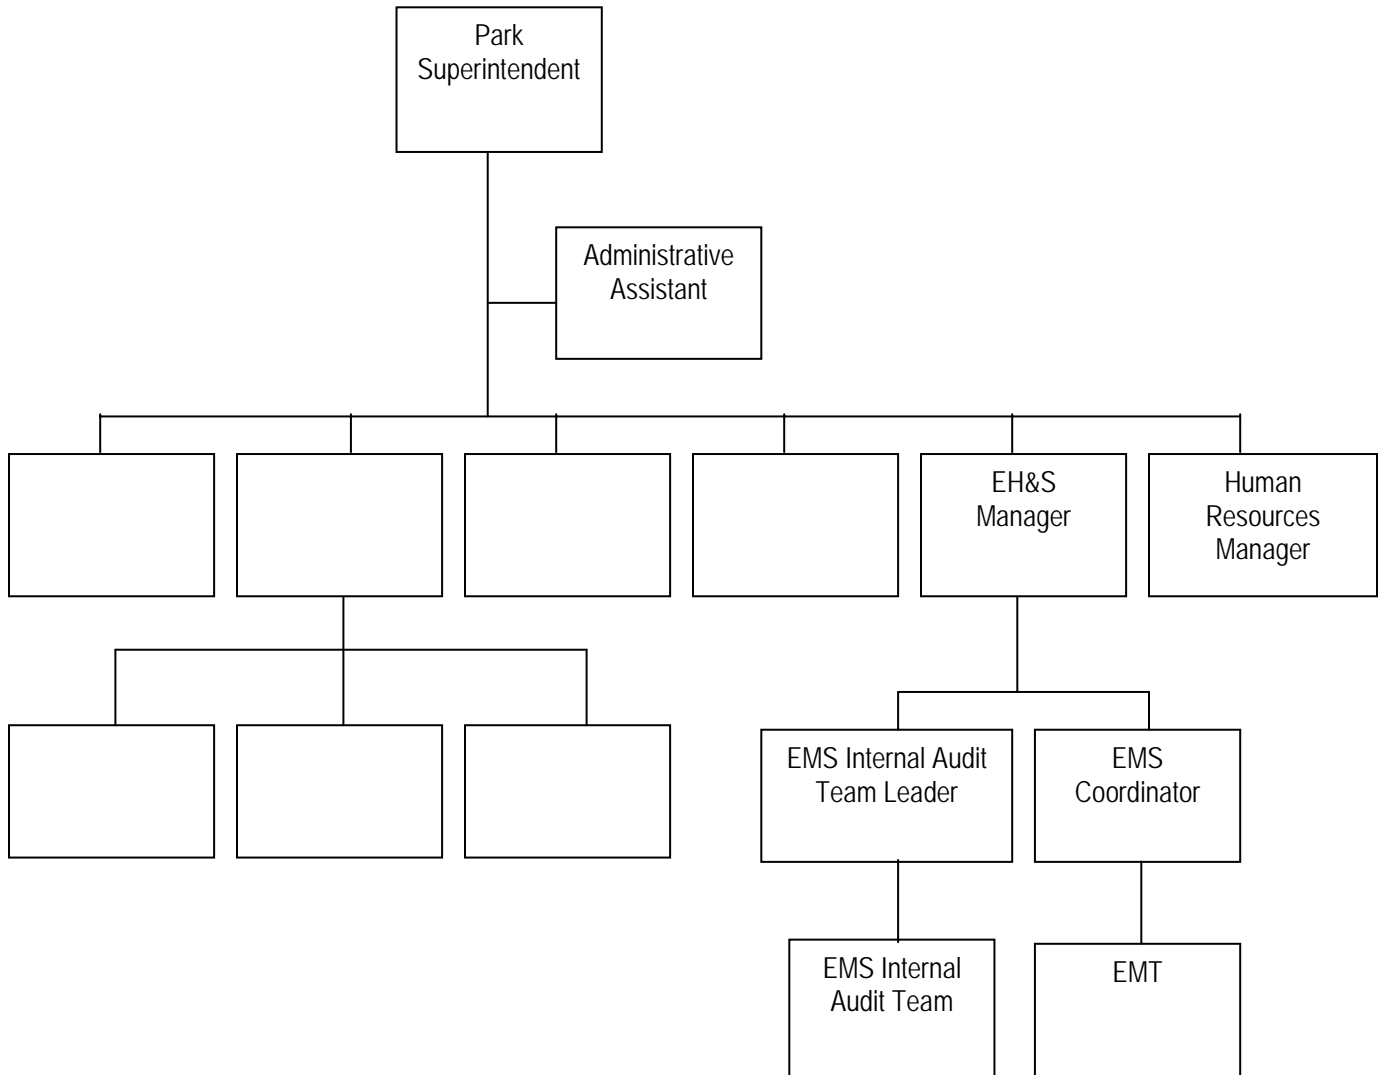 Park
Superintendent
Administrative
Assistant
EH&S
Manager
Human
Resources
Manager
EMS Internal Audit
Team Leader
EMS
Coordinator
EMS Internal
Audit Team
EMT